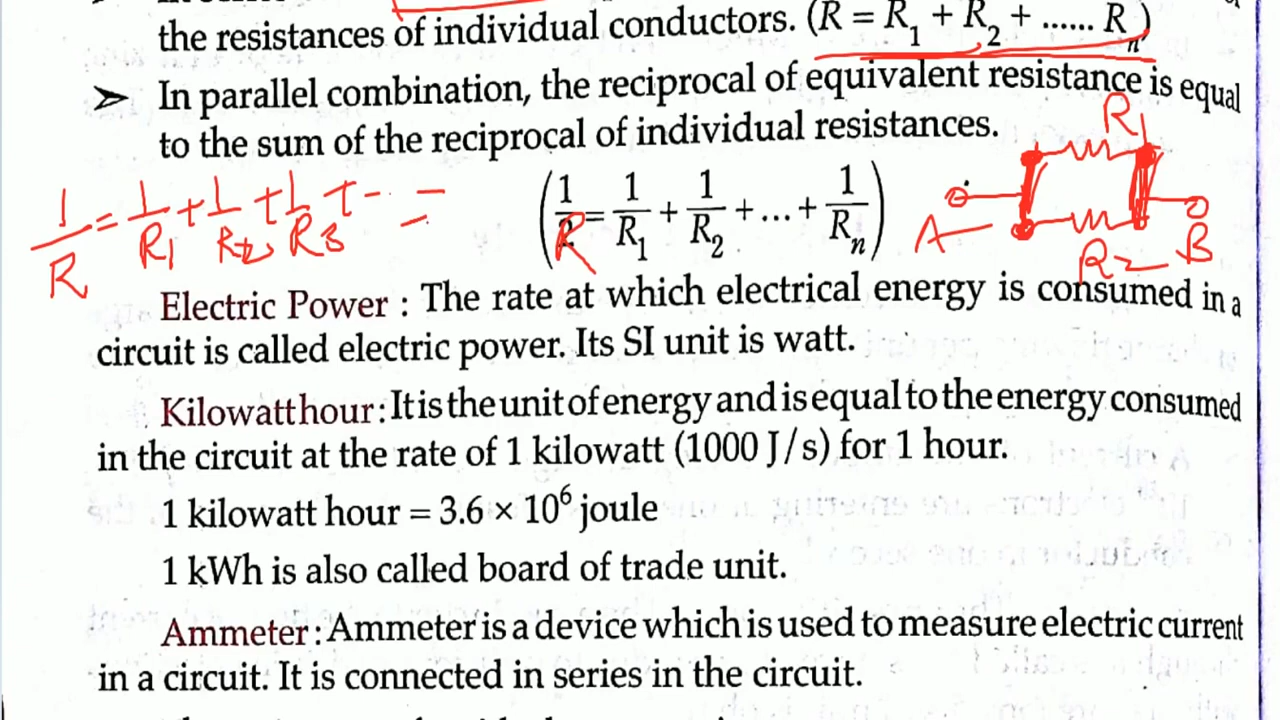 the resistances of individual conductors. (R = R₁ + R₂ + ...... Rₙ)
➤ In parallel combination, the reciprocal of equivalent resistance is equal
to the sum of the reciprocal of individual resistances.
R₁
1/R = 1/R₁ + 1/R₂ + 1/R₃ + - - -
(1/R = 1/R₁ + 1/R₂ + ... + 1/Rₙ)
A B
R₂
Electric Power : The rate at which electrical energy is consumed in a
circuit is called electric power. Its SI unit is watt.
Kilowatt hour : It is the unit of energy and is equal to the energy consumed
in the circuit at the rate of 1 kilowatt (1000 J/s) for 1 hour.
1 kilowatt hour = 3.6 × 10⁶ joule
1 kWh is also called board of trade unit.
Ammeter : Ammeter is a device which is used to measure electric current
in a circuit. It is connected in series in the circuit.